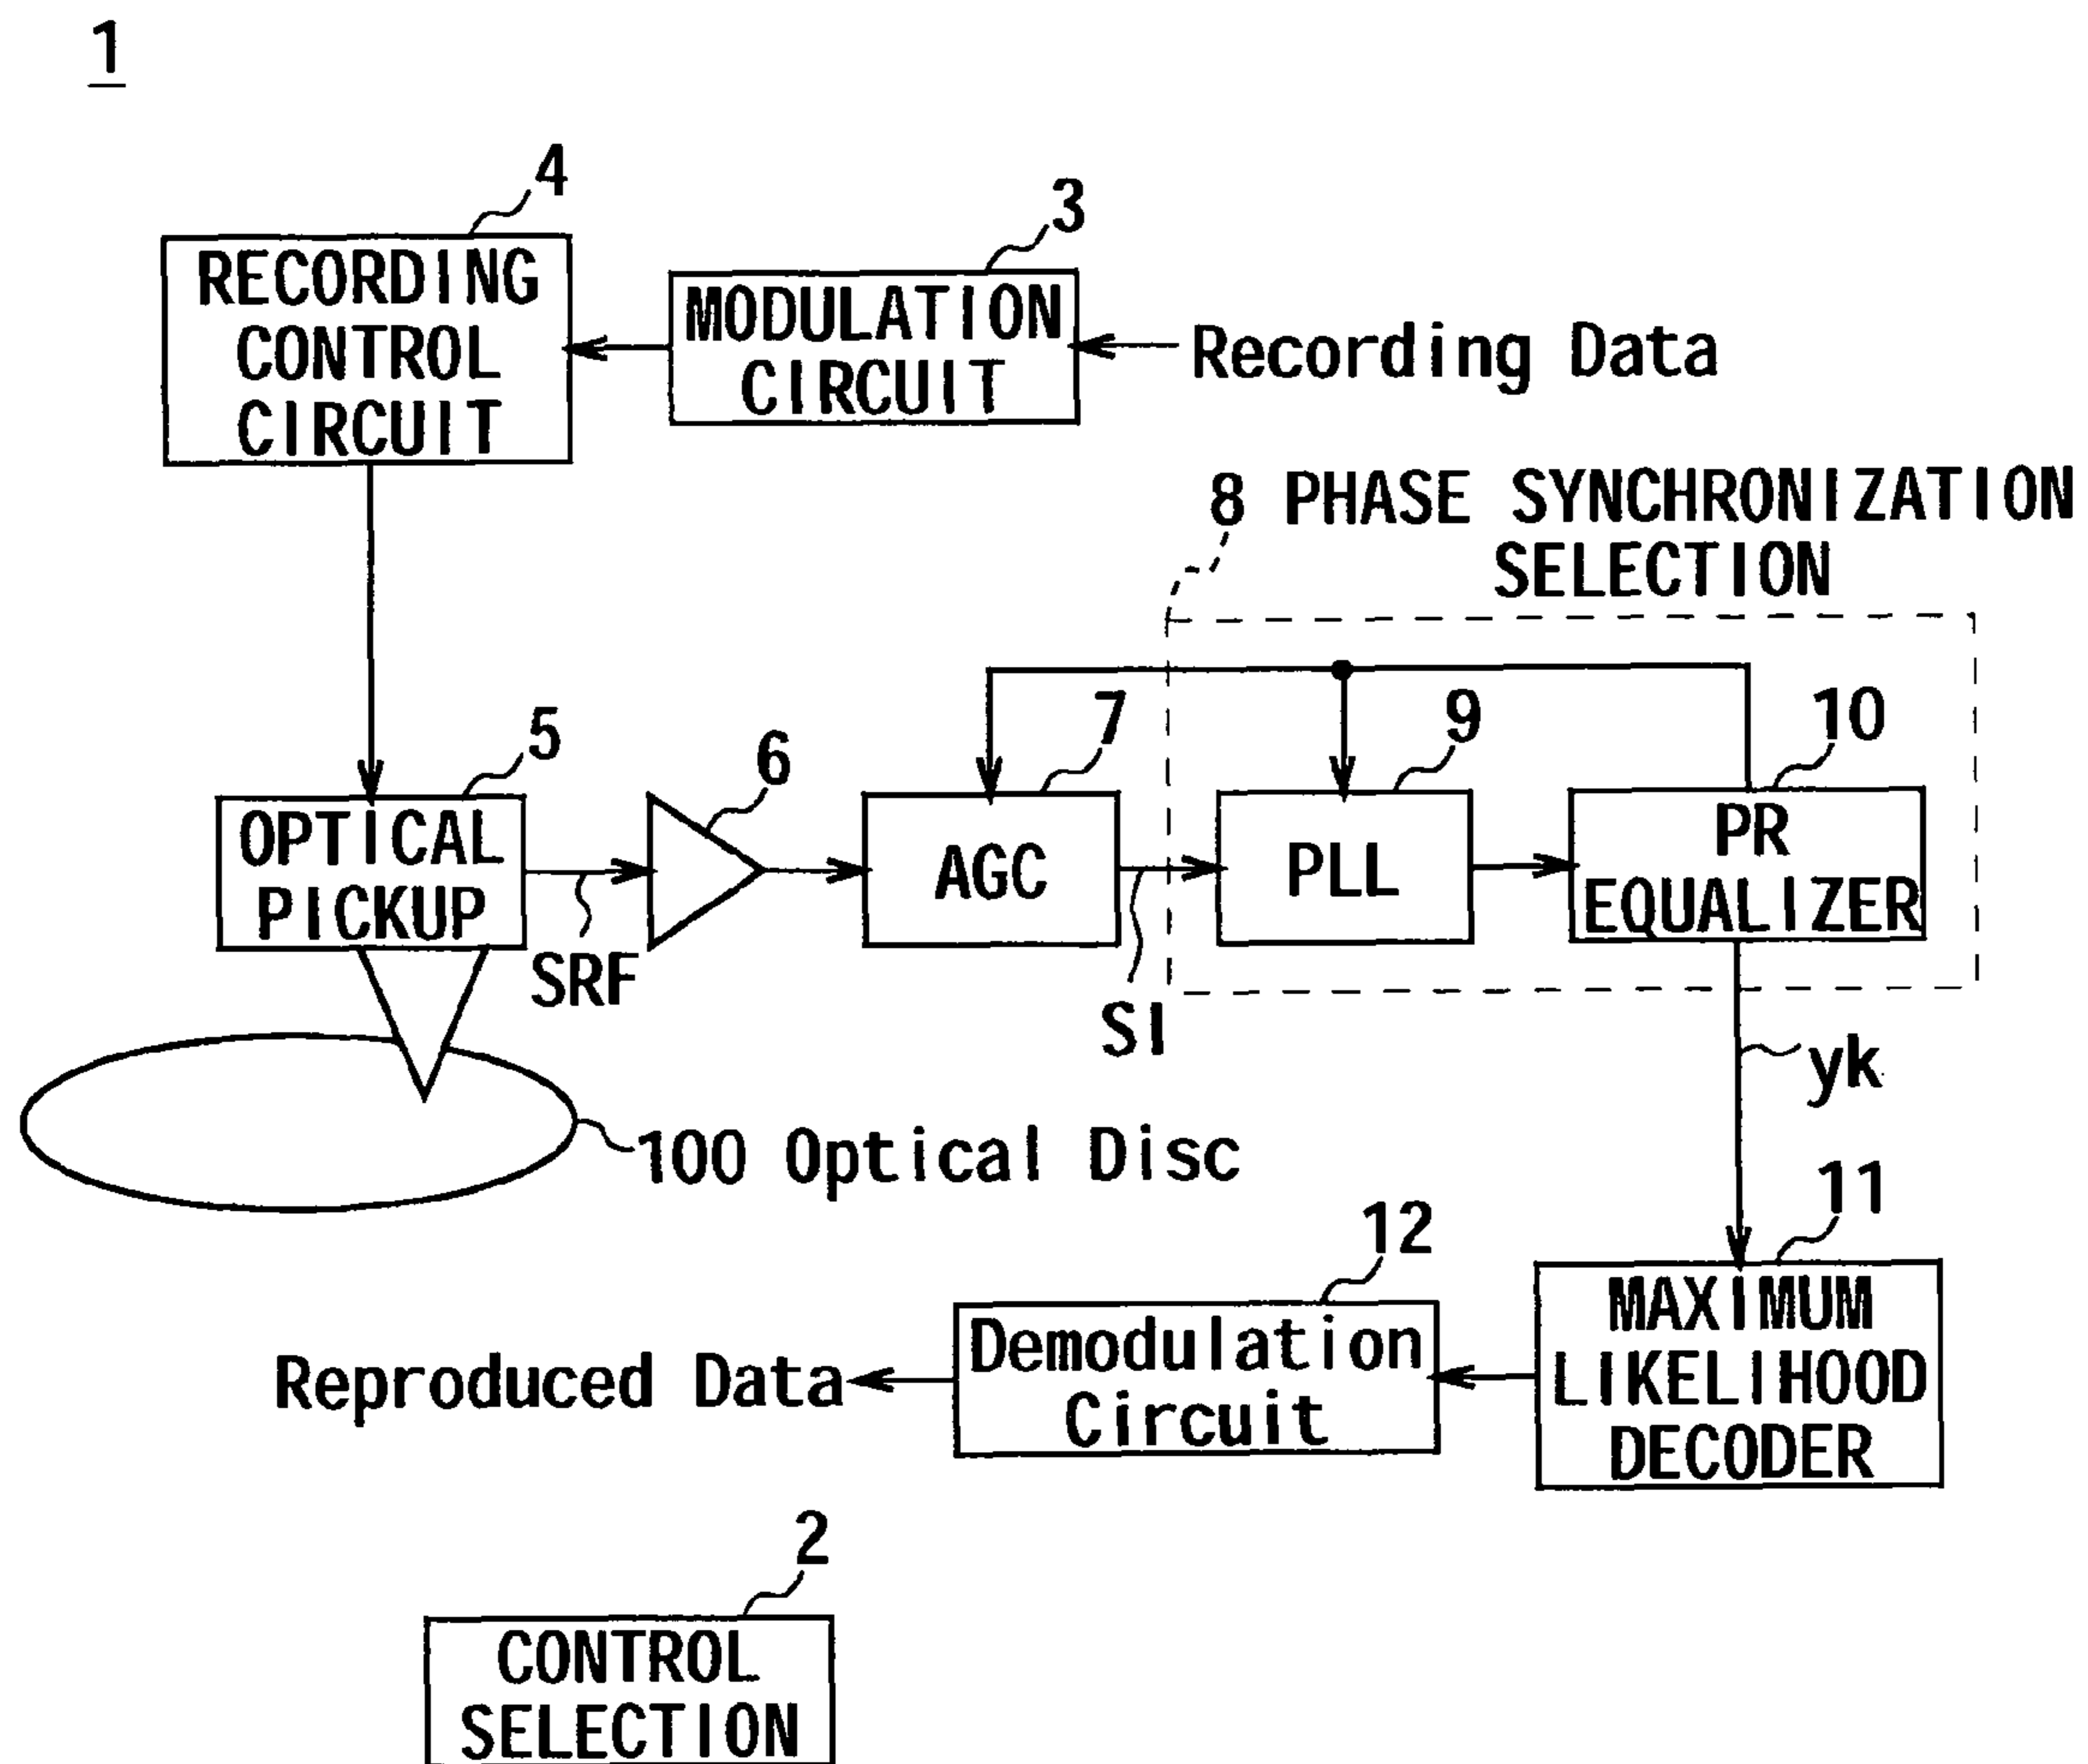 1
4
3
RECORDING
CONTROL
CIRCUIT
MODULATION
CIRCUIT
Recording Data
8 PHASE SYNCHRONIZATION
SELECTION
5
6
7
9
10
OPTICAL
PICKUP
AGC
PLL
PR
EQUALIZER
SRF
SI
yk
100 Optical Disc
11
12
MAXIMUM
LIKELIHOOD
DECODER
Demodulation
Circuit
Reproduced Data
2
CONTROL
SELECTION